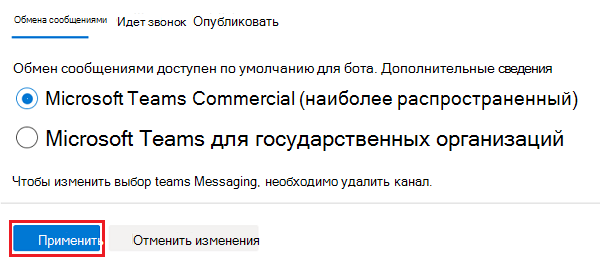 Обмена сообщениями Идет звонок Опубликовать
Обмен сообщениями доступен по умолчанию для бота. Дополнительные сведения
Microsoft Teams Commercial (наиболее распространенный)
Microsoft Teams для государственных организаций
Чтобы изменить выбор teams Messaging, необходимо удалить канал.
Применить Отменить изменения